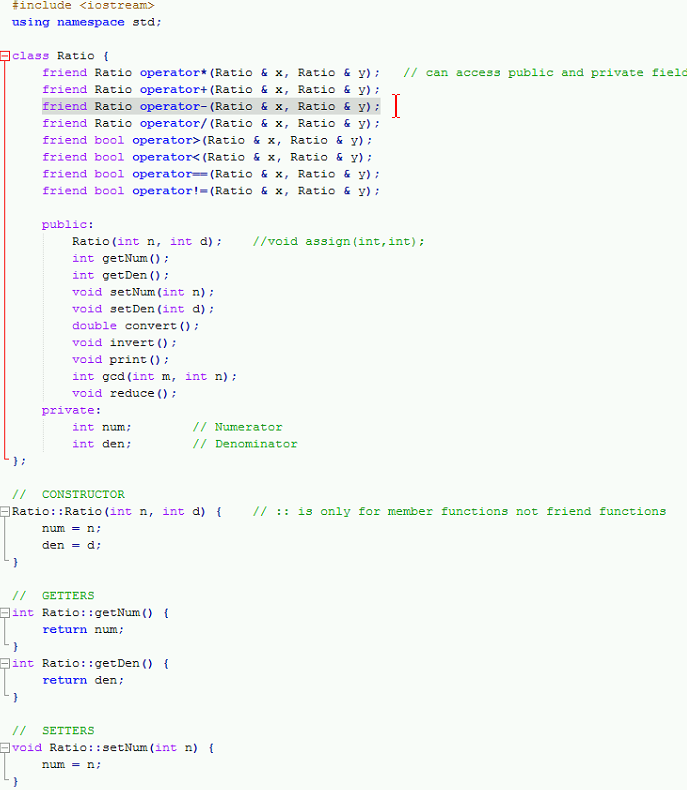 #include <iostream>
using namespace std;
class Ratio {
friend Ratio operator*(Ratio & x, Ratio & y);   // can access public and private field
friend Ratio operator+(Ratio & x, Ratio & y);
friend Ratio operator-(Ratio & x, Ratio & y);
friend Ratio operator/(Ratio & x, Ratio & y);
friend bool operator>(Ratio & x, Ratio & y);
friend bool operator<(Ratio & x, Ratio & y);
friend bool operator==(Ratio & x, Ratio & y);
friend bool operator!=(Ratio & x, Ratio & y);
public:
Ratio(int n, int d);    //void assign(int,int);
int getNum();
int getDen();
void setNum(int n);
void setDen(int d);
double convert();
void invert();
void print();
int gcd(int m, int n);
void reduce();
private:
int num;        // Numerator
int den;        // Denominator
};
//  CONSTRUCTOR
Ratio::Ratio(int n, int d) {    // :: is only for member functions not friend functions
num = n;
den = d;
}
//  GETTERS
int Ratio::getNum() {
return num;
}
int Ratio::getDen() {
return den;
}
//  SETTERS
void Ratio::setNum(int n) {
num = n;
}